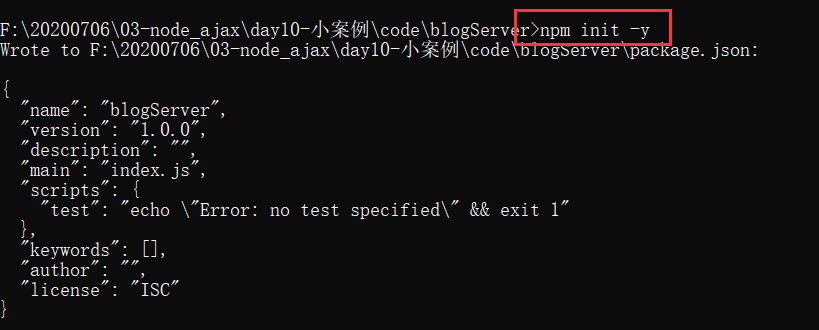 F:\20200706\03-node_ajax\day10-小案例\code\blogServer>npm init -y
Wrote to F:\20200706\03-node_ajax\day10-小案例\code\blogServer\package.json:
{
  "name": "blogServer",
  "version": "1.0.0",
  "description": "",
  "main": "index.js",
  "scripts": {
    "test": "echo \"Error: no test specified\" && exit 1"
  },
  "keywords": [],
  "author": "",
  "license": "ISC"
}